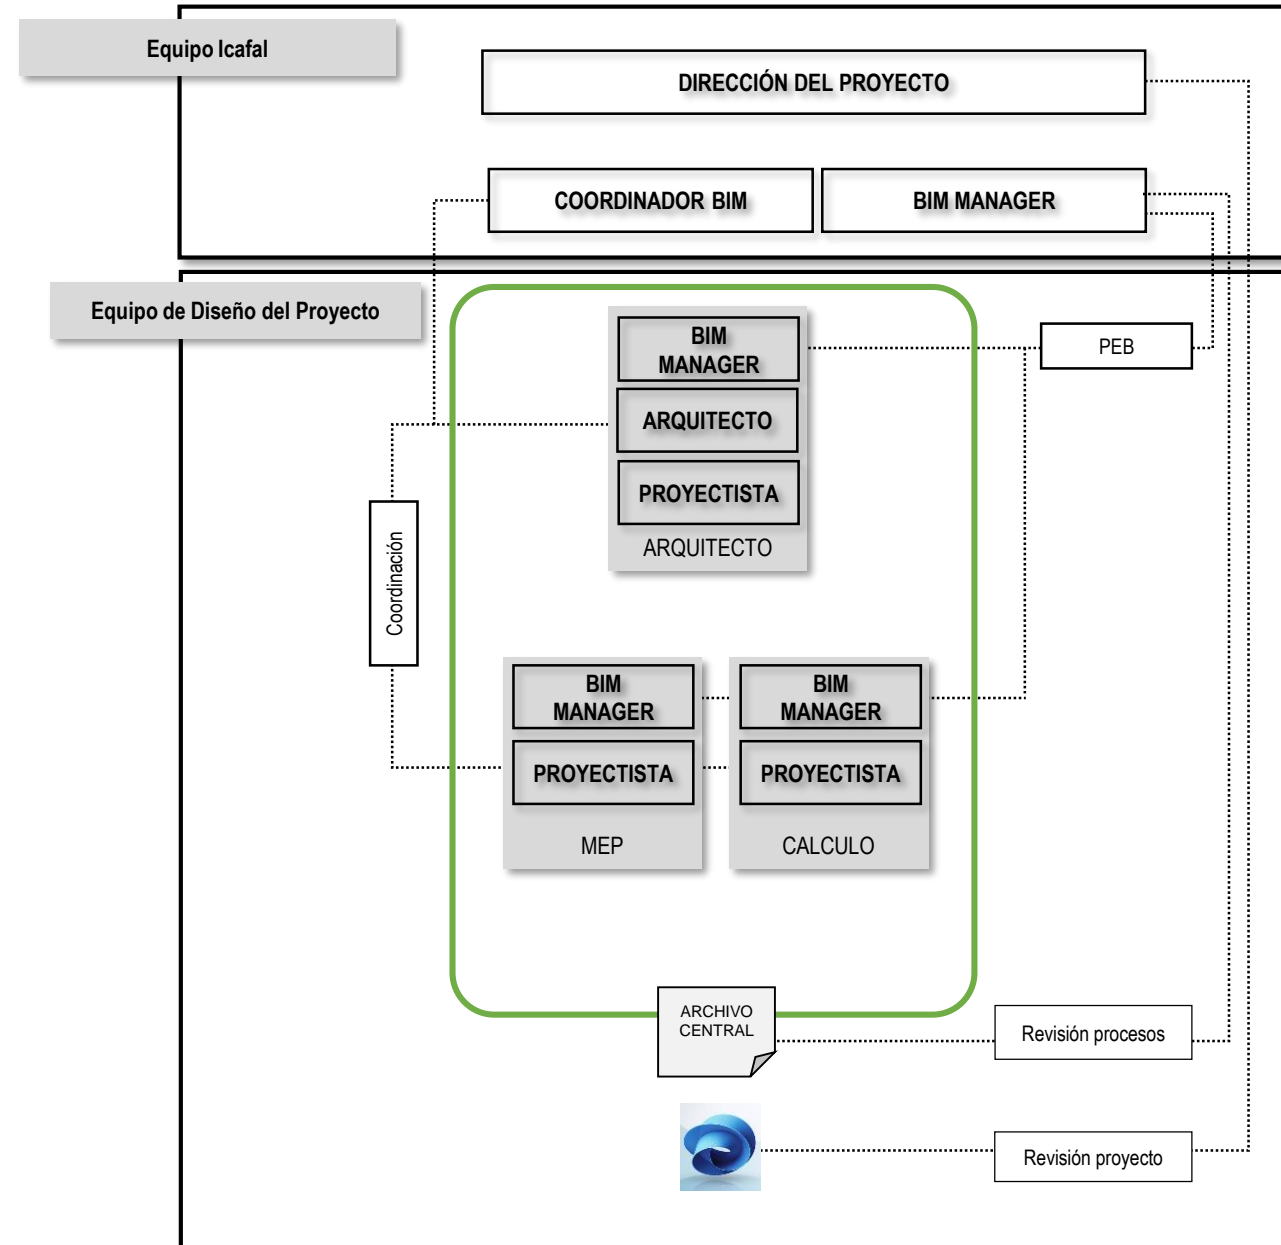 Equipo Icafal
DIRECCIÓN DEL PROYECTO
COORDINADOR BIM
BIM MANAGER
Equipo de Diseño del Proyecto
BIM
MANAGER
PEB
ARQUITECTO
PROYECTISTA
ARQUITECTO
Coordinación
BIM
MANAGER
BIM
MANAGER
PROYECTISTA
PROYECTISTA
MEP
CALCULO
ARCHIVO
CENTRAL
Revisión procesos
Revisión proyecto